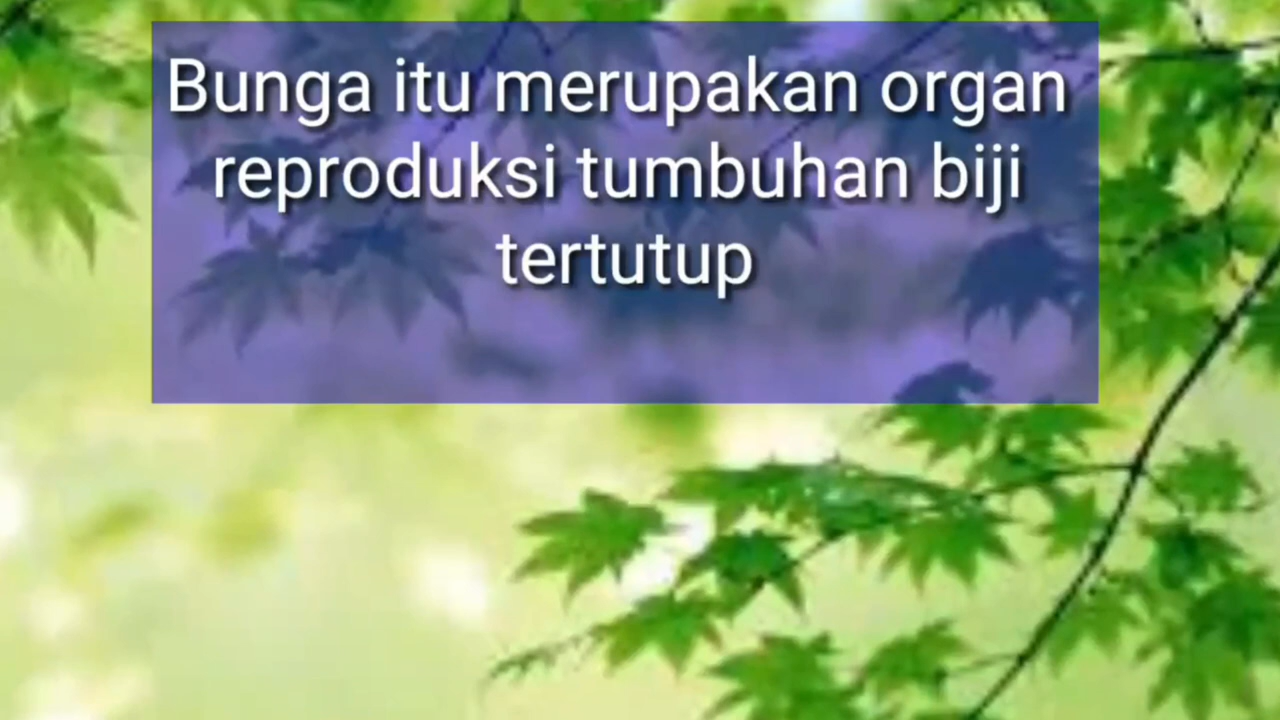 Bunga itu merupakan organ
reproduksi tumbuhan biji
tertutup